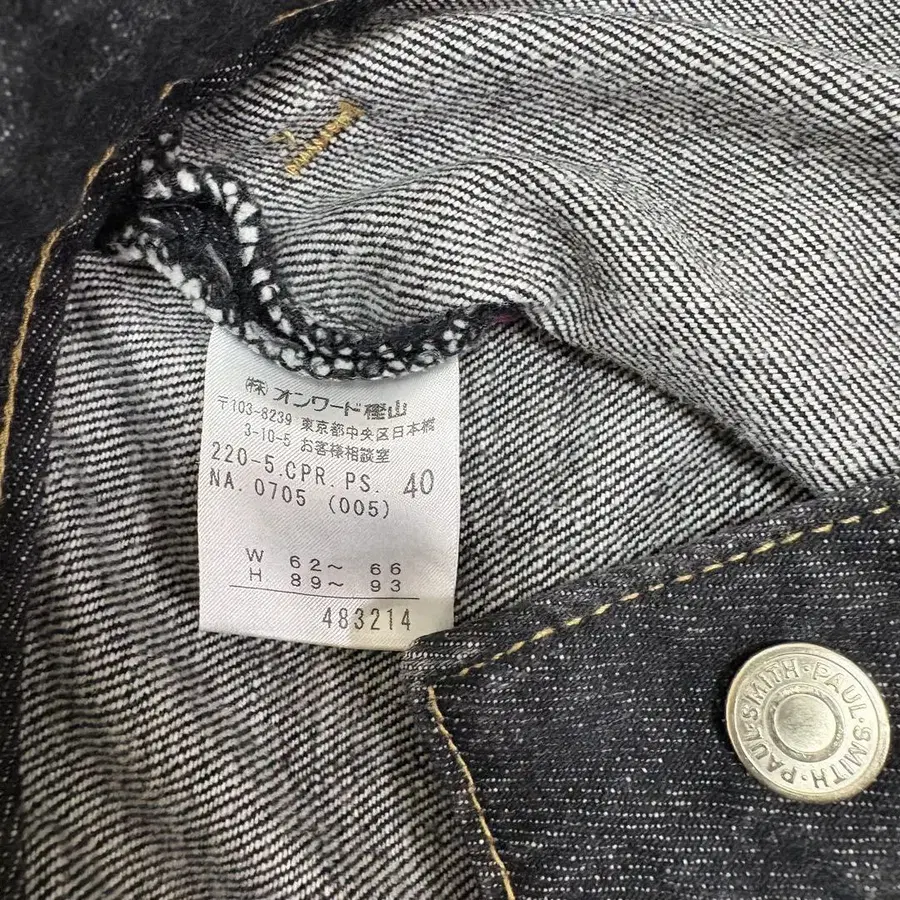 (株)オンワード樫山
〒103-8239 東京都中央区日本橋
3-10-5 お客様相談室
220-5.CPR.PS. 40
NA. 0705 (005)
W 62～ 66
H 89～ 93
483214
PAUL·SMITH·PAUL·SMITH·